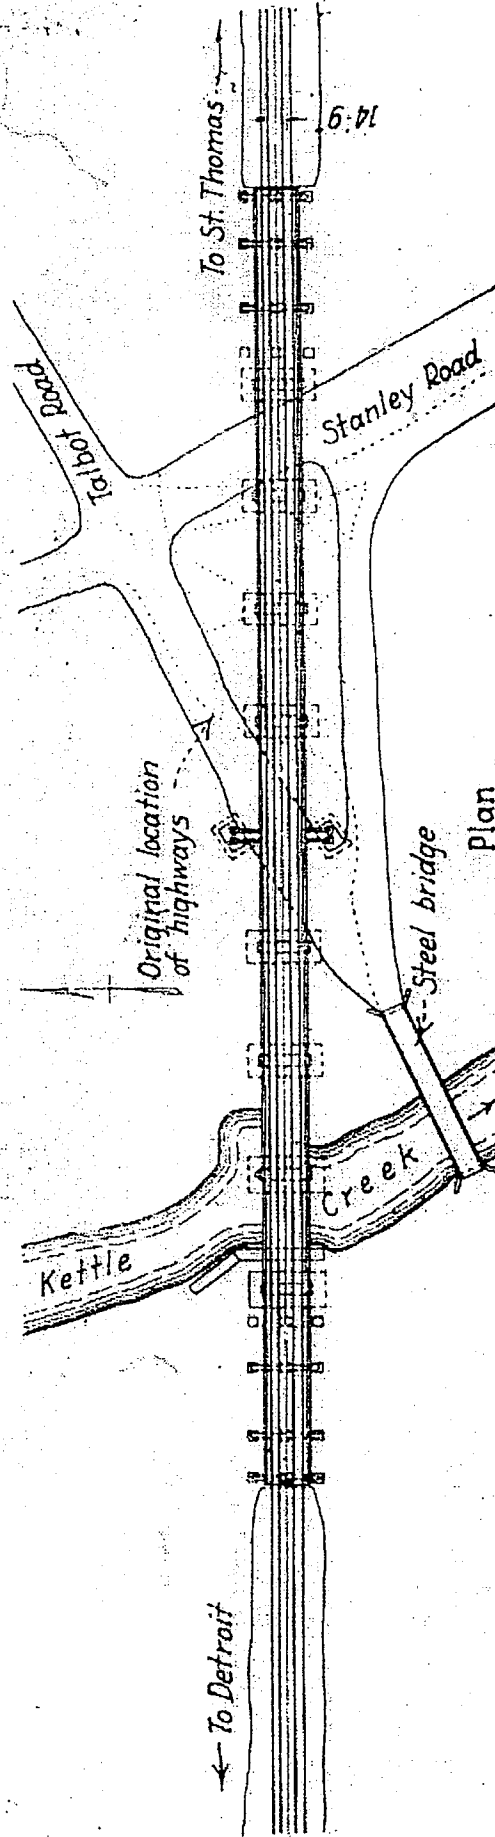 To St. Thomas
14'-9
Talbot Road
Stanley Road
Original location
of highways
Steel bridge
Plan
Kettle
Creek
To Detroit